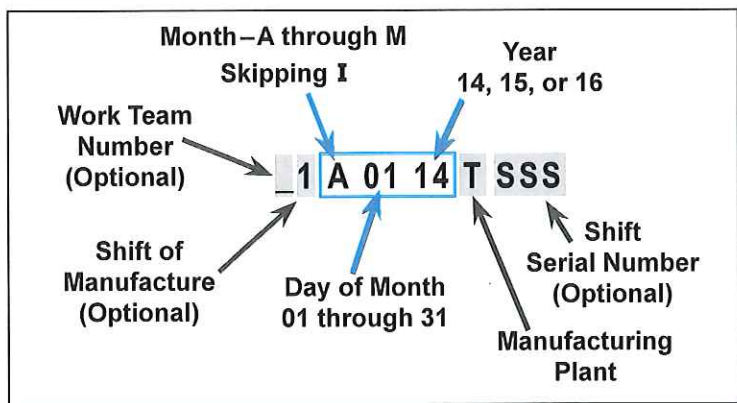 Month–A through M
Skipping I
Year
14, 15, or 16
Work Team
Number
(Optional)
_1 A 01 14 T SSS
Shift of
Manufacture
(Optional)
Day of Month
01 through 31
Shift
Serial Number
(Optional)
Manufacturing
Plant